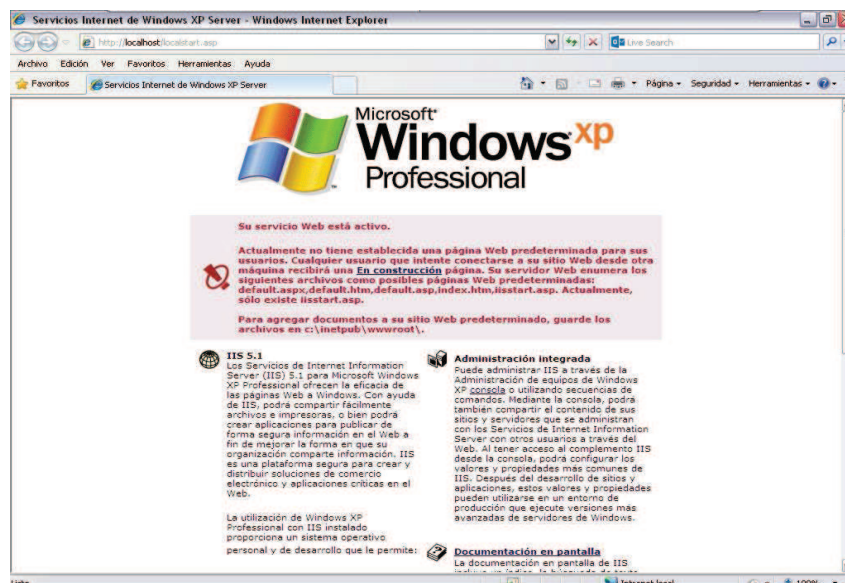 Servicios Internet de Windows XP Server - Windows Internet Explorer
http://localhost/localstart.asp
Live Search
Archivo Edición Ver Favoritos Herramientas Ayuda
Favoritos Servicios Internet de Windows XP Server Página Seguridad Herramientas
Microsoft
Windows xp
Professional
Su servicio Web está activo.
Actualmente no tiene establecida una página Web predeterminada para sus
usuarios. Cualquier usuario que intente conectarse a su sitio Web desde otra
máquina recibirá una En construcción página. Su servidor Web enumera los
siguientes archivos como posibles páginas Web predeterminadas:
default.aspx,default.htm,default.asp,index.htm,iisstart.asp. Actualmente,
sólo existe iisstart.asp.
Para agregar documentos a su sitio Web predeterminado, guarde los
archivos en c:\inetpub\wwwroot\.
IIS 5.1
Los Servicios de Internet Information
Server (IIS) 5.1 para Microsoft Windows
XP Professional ofrecen la eficacia de
las páginas Web a Windows. Con ayuda
de IIS, podrá compartir fácilmente
archivos e impresoras, o bien podrá
crear aplicaciones para publicar de
forma segura información en el Web a
fin de mejorar la forma en que su
organización comparte información. IIS
es una plataforma segura para crear y
distribuir soluciones de comercio
electrónico y aplicaciones críticas en el
Web.
La utilización de Windows XP
Professional con IIS instalado
proporciona un sistema operativo
personal y de desarrollo que le permite:
Administración integrada
Puede administrar IIS a través de la
Administración de equipos de Windows
XP consola o utilizando secuencias de
comandos. Mediante la consola, podrá
también compartir el contenido de sus
sitios y servidores que se administran
con los Servicios de Internet Information
Server con otros usuarios a través del
Web. Al tener acceso al complemento IIS
desde la consola, podrá configurar los
valores y propiedades más comunes de
IIS. Después del desarrollo de sitios y
aplicaciones, estos valores y propiedades
pueden utilizarse en un entorno de
producción que ejecute versiones más
avanzadas de servidores de Windows.
Documentación en pantalla
La documentación en pantalla de IIS